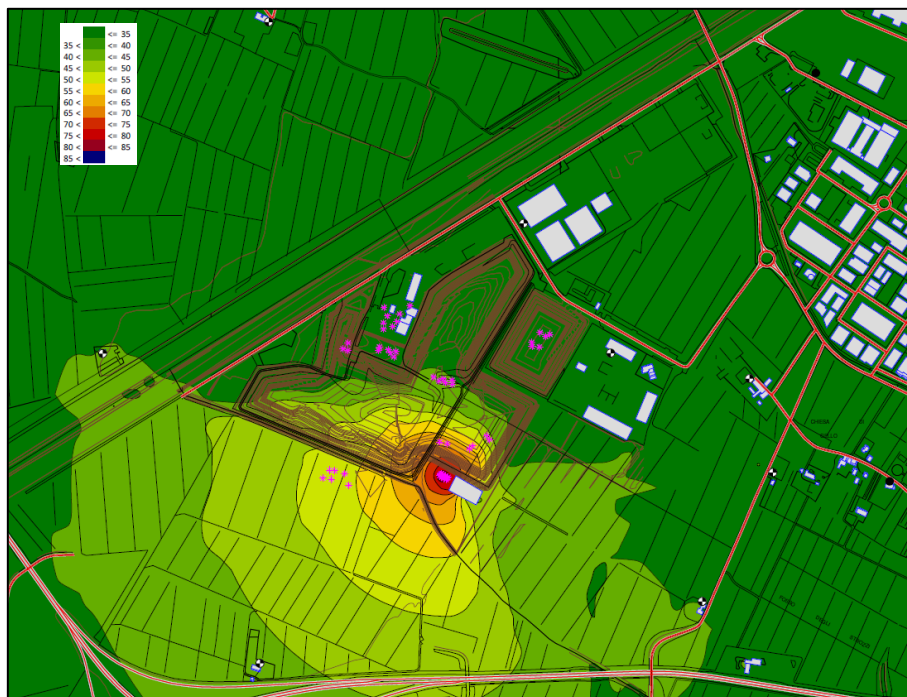 <= 35
35 < <= 40
40 < <= 45
45 < <= 50
50 < <= 55
55 < <= 60
60 < <= 65
65 < <= 70
70 < <= 75
75 < <= 80
80 < <= 85
85 <